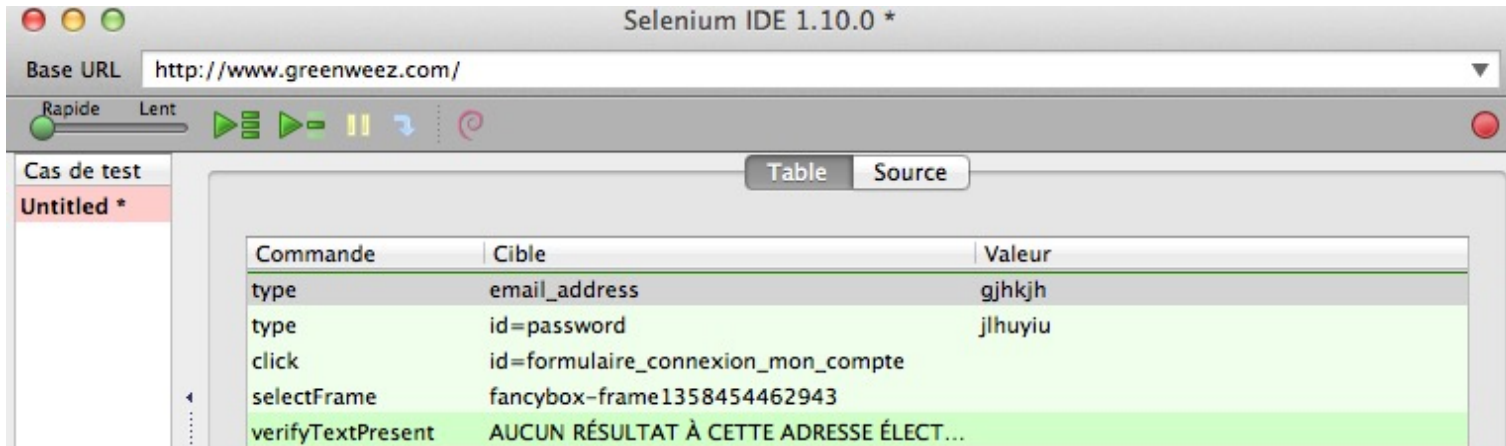 Selenium IDE 1.10.0 *
Base URL http://www.greenweez.com/
Rapide Lent
Cas de test
Table Source
Untitled *
Commande Cible Valeur
type email_address gjhkjh
type id=password jlhuyiu
click id=formulaire_connexion_mon_compte
selectFrame fancybox-frame1358454462943
verifyTextPresent AUCUN RÉSULTAT À CETTE ADRESSE ÉLECT...